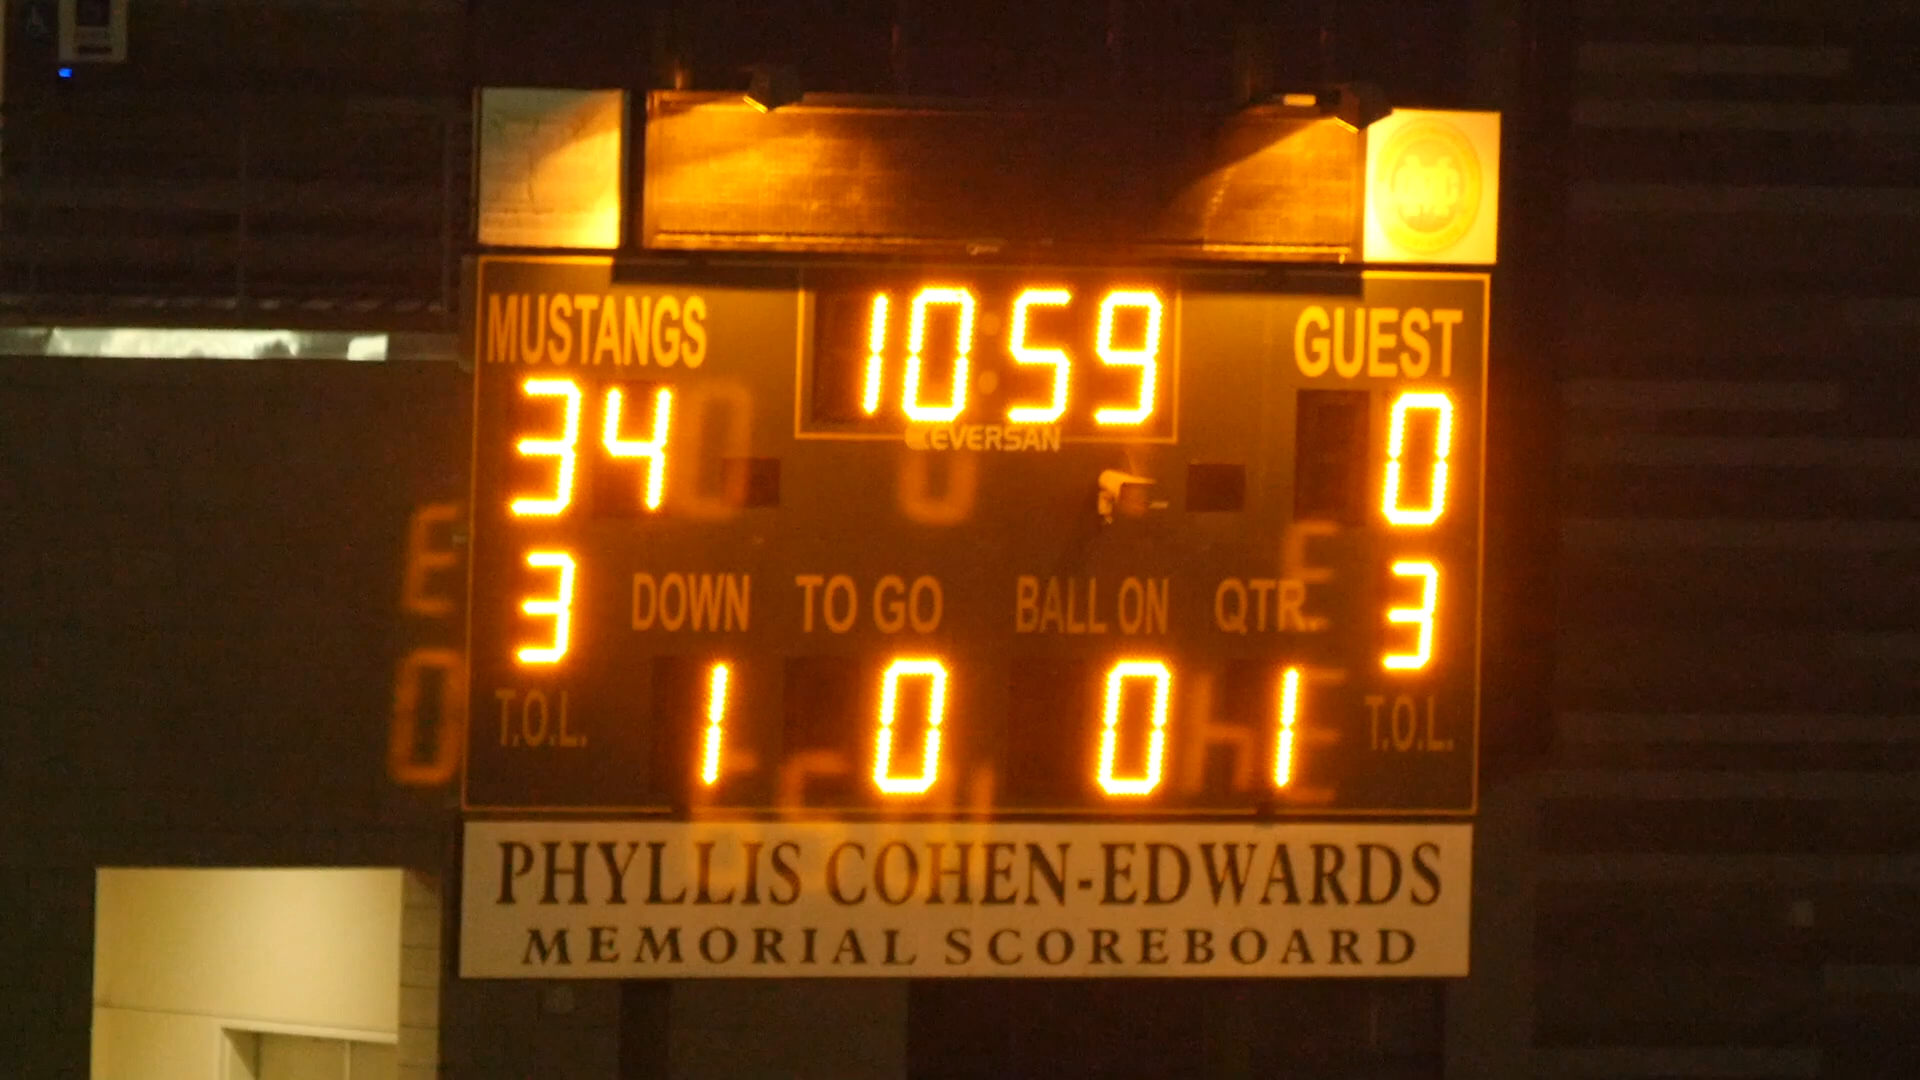 MUSTANGS 10:59 GUEST
34 0
EVERSAN
3 3
DOWN TO GO BALL ON QTR.
T.O.L. 1 0 0 1 T.O.L.
PHYLLIS COHEN-EDWARDS
MEMORIAL SCOREBOARD